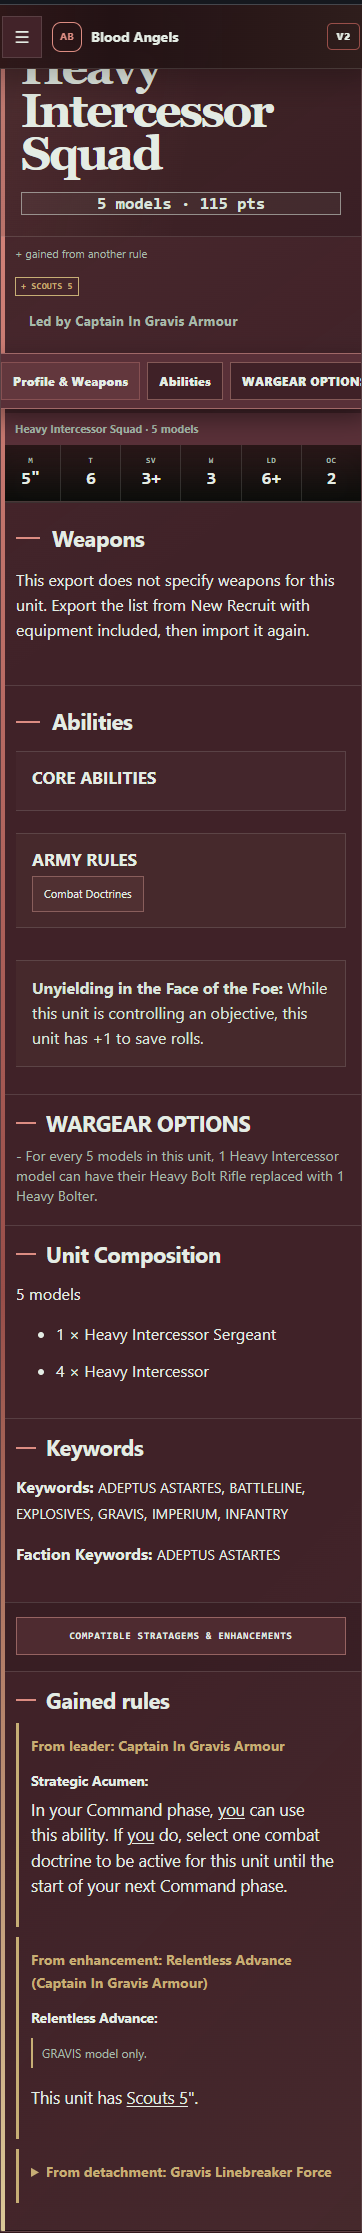 ☰ AB Blood Angels V2
Heavy
Intercessor
Squad
5 models · 115 pts
+ gained from another rule
+ SCOUTS 5
Led by Captain In Gravis Armour
Profile & Weapons Abilities WARGEAR OPTION
Heavy Intercessor Squad · 5 models
M T SV W LD OC
5" 6 3+ 3 6+ 2
— Weapons
This export does not specify weapons for this
unit. Export the list from New Recruit with
equipment included, then import it again.
— Abilities
CORE ABILITIES
ARMY RULES
Combat Doctrines
Unyielding in the Face of the Foe: While
this unit is controlling an objective, this
unit has +1 to save rolls.
— WARGEAR OPTIONS
- For every 5 models in this unit, 1 Heavy Intercessor
model can have their Heavy Bolt Rifle replaced with 1
Heavy Bolter.
— Unit Composition
5 models
• 1 × Heavy Intercessor Sergeant
• 4 × Heavy Intercessor
— Keywords
Keywords: ADEPTUS ASTARTES, BATTLELINE,
EXPLOSIVES, GRAVIS, IMPERIUM, INFANTRY
Faction Keywords: ADEPTUS ASTARTES
COMPATIBLE STRATAGEMS & ENHANCEMENTS
— Gained rules
From leader: Captain In Gravis Armour
Strategic Acumen:
In your Command phase, you can use
this ability. If you do, select one combat
doctrine to be active for this unit until the
start of your next Command phase.
From enhancement: Relentless Advance
(Captain In Gravis Armour)
Relentless Advance:
GRAVIS model only.
This unit has Scouts 5".
▶ From detachment: Gravis Linebreaker Force